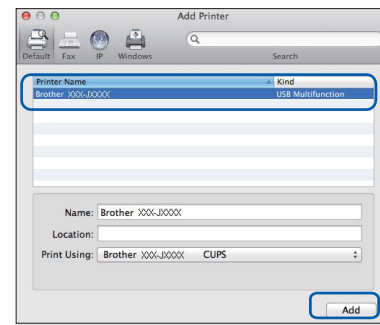 Add Printer
Default Fax IP Windows Search
Printer Name Kind
Brother XXX-JXXXX USB Multifunction
Name: Brother XXX-JXXXX
Location:
Print Using: Brother XXX-JXXXX CUPS
Add